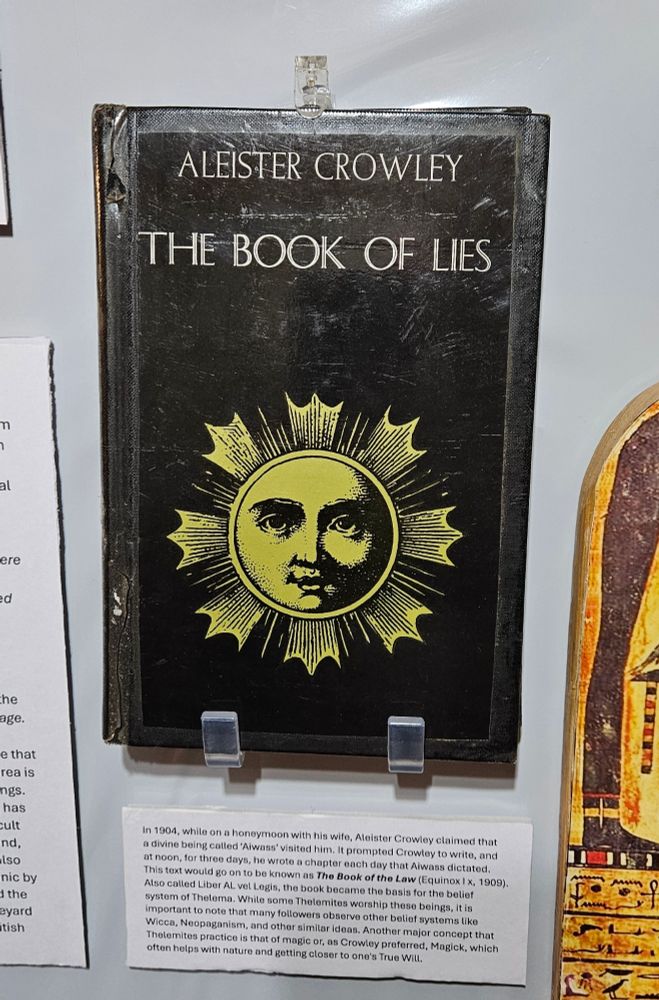 ALEISTER CROWLEY
THE BOOK OF LIES
In 1904, while on a honeymoon with his wife, Aleister Crowley claimed that
a divine being called 'Aiwass' visited him. It prompted Crowley to write, and
at noon, for three days, he wrote a chapter each day that Aiwass dictated.
This text would go on to be known as The Book of the Law (Equinox I x, 1909).
Also called Liber AL vel Legis, the book became the basis for the belief
system of Thelema. While some Thelemites worship these beings, it is
important to note that many followers observe other belief systems like
Wicca, Neopaganism, and other similar ideas. Another major concept that
Thelemites practice is that of magic or, as Crowley preferred, Magick, which
often helps with nature and getting closer to one's True Will.
the
e that
is
has
and
the